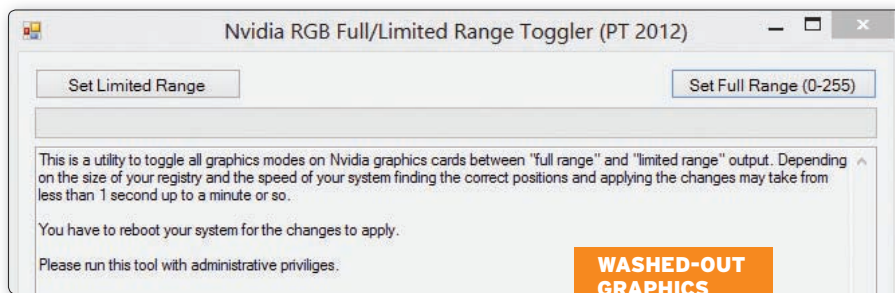 Nvidia RGB Full/Limited Range Toggler (PT 2012)
Set Limited Range
Set Full Range (0-255)
This is a utility to toggle all graphics modes on Nvidia graphics cards between "full range" and "limited range" output. Depending
on the size of your registry and the speed of your system finding the correct positions and applying the changes may take from
less than 1 second up to a minute or so.
You have to reboot your system for the changes to apply.
Please run this tool with administrative priviliges.
WASHED-OUT
GRAPHICS